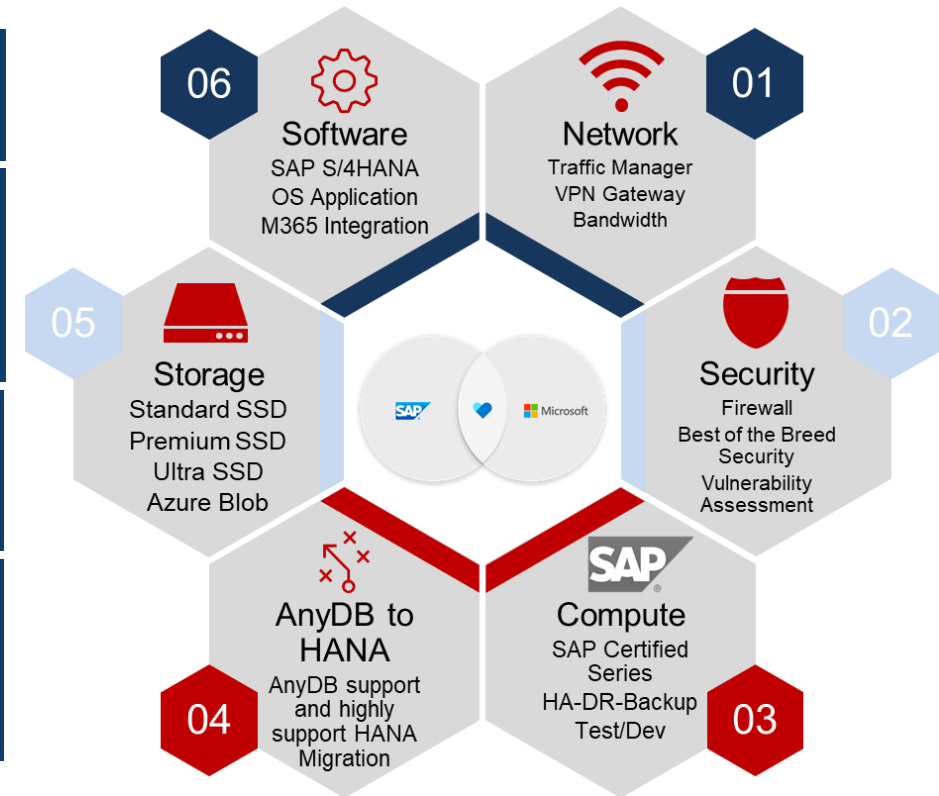 06
Software
SAP S/4HANA
OS Application
M365 Integration
01
Network
Traffic Manager
VPN Gateway
Bandwidth
05
Storage
Standard SSD
Premium SSD
Ultra SSD
Azure Blob
SAP
Microsoft
02
Security
Firewall
Best of the Breed
Security
Vulnerability
Assessment
04
AnyDB to
HANA
AnyDB support
and highly
support HANA
Migration
SAP®
Compute
SAP Certified
Series
HA-DR-Backup
Test/Dev
03